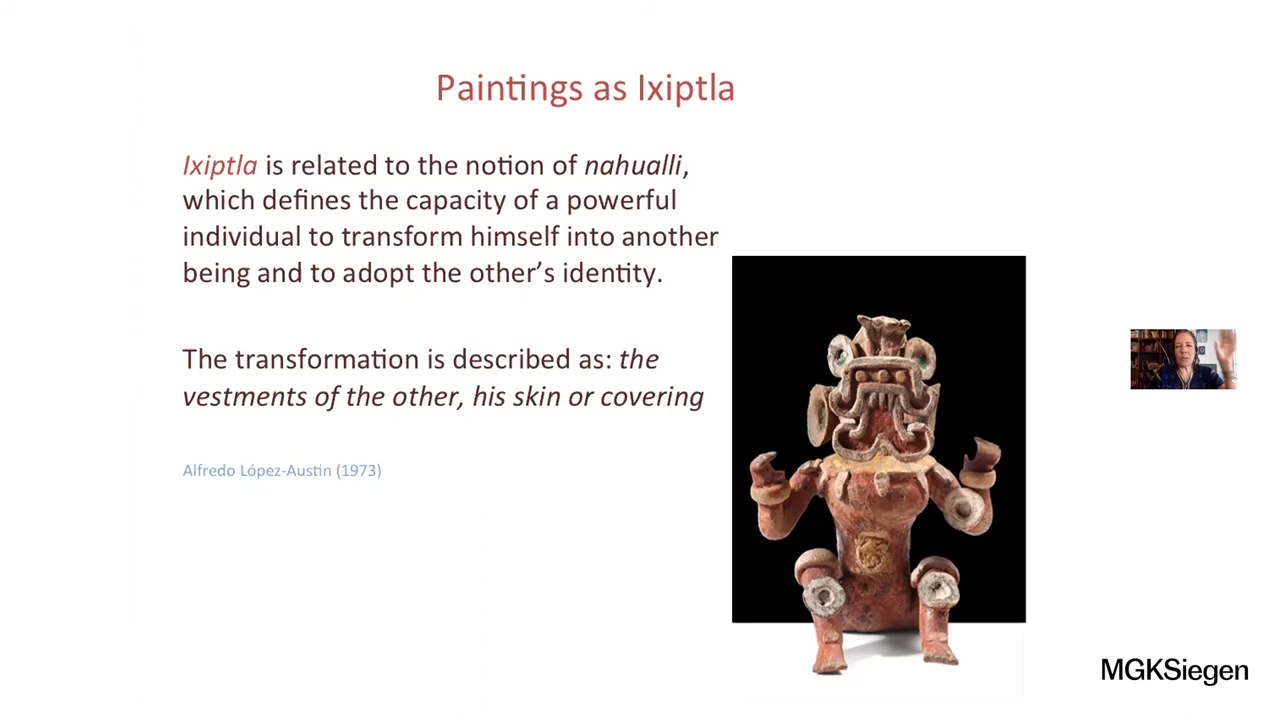 Paintings as Ixiptla
Ixiptla is related to the notion of nahualli,
which defines the capacity of a powerful
individual to transform himself into another
being and to adopt the other’s identity.
The transformation is described as: the
vestments of the other, his skin or covering
Alfredo López-Austin (1973)
MGKSiegen